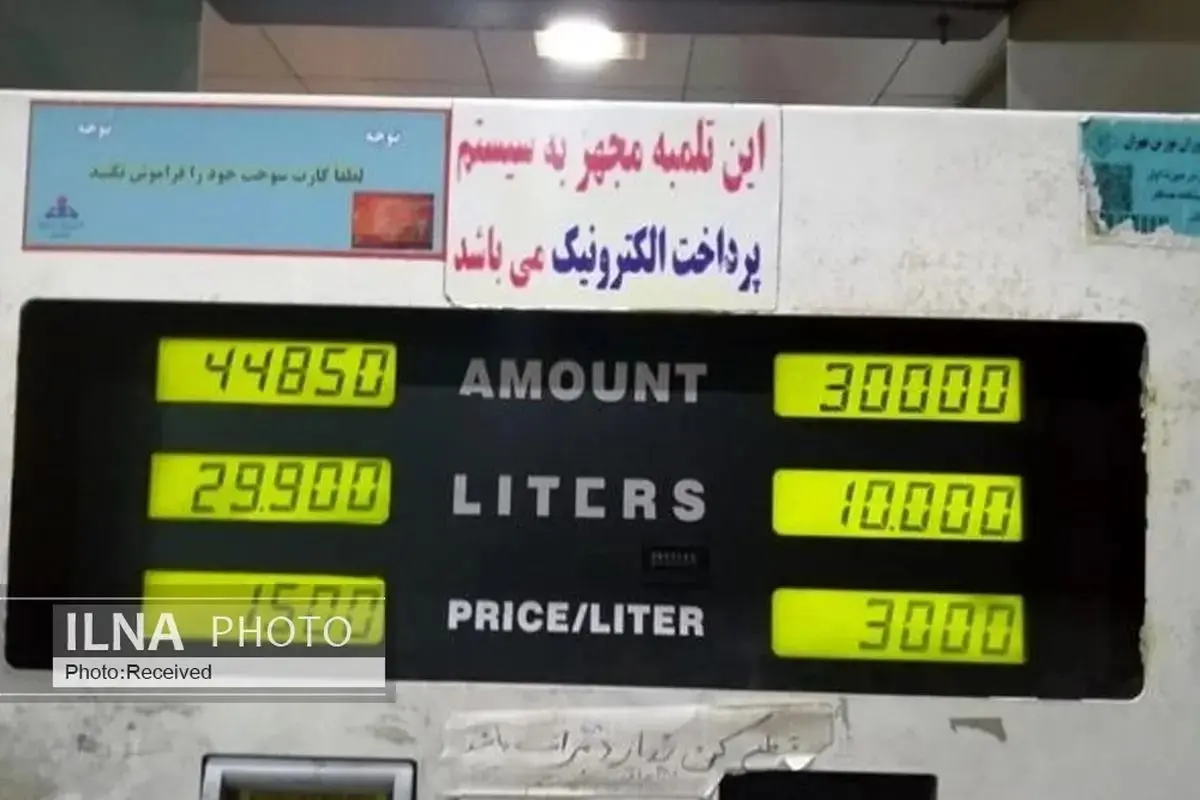 توجه
توجه
لطفا کارت سوخت خود را فراموش نکنید
این تلمبه مجهز به سیستم
پرداخت الکترونیک می باشد
44850
AMOUNT
30000
29.900
LITERS
10.000
1500
PRICE/LITER
3000
ILNA PHOTO
Photo:Received